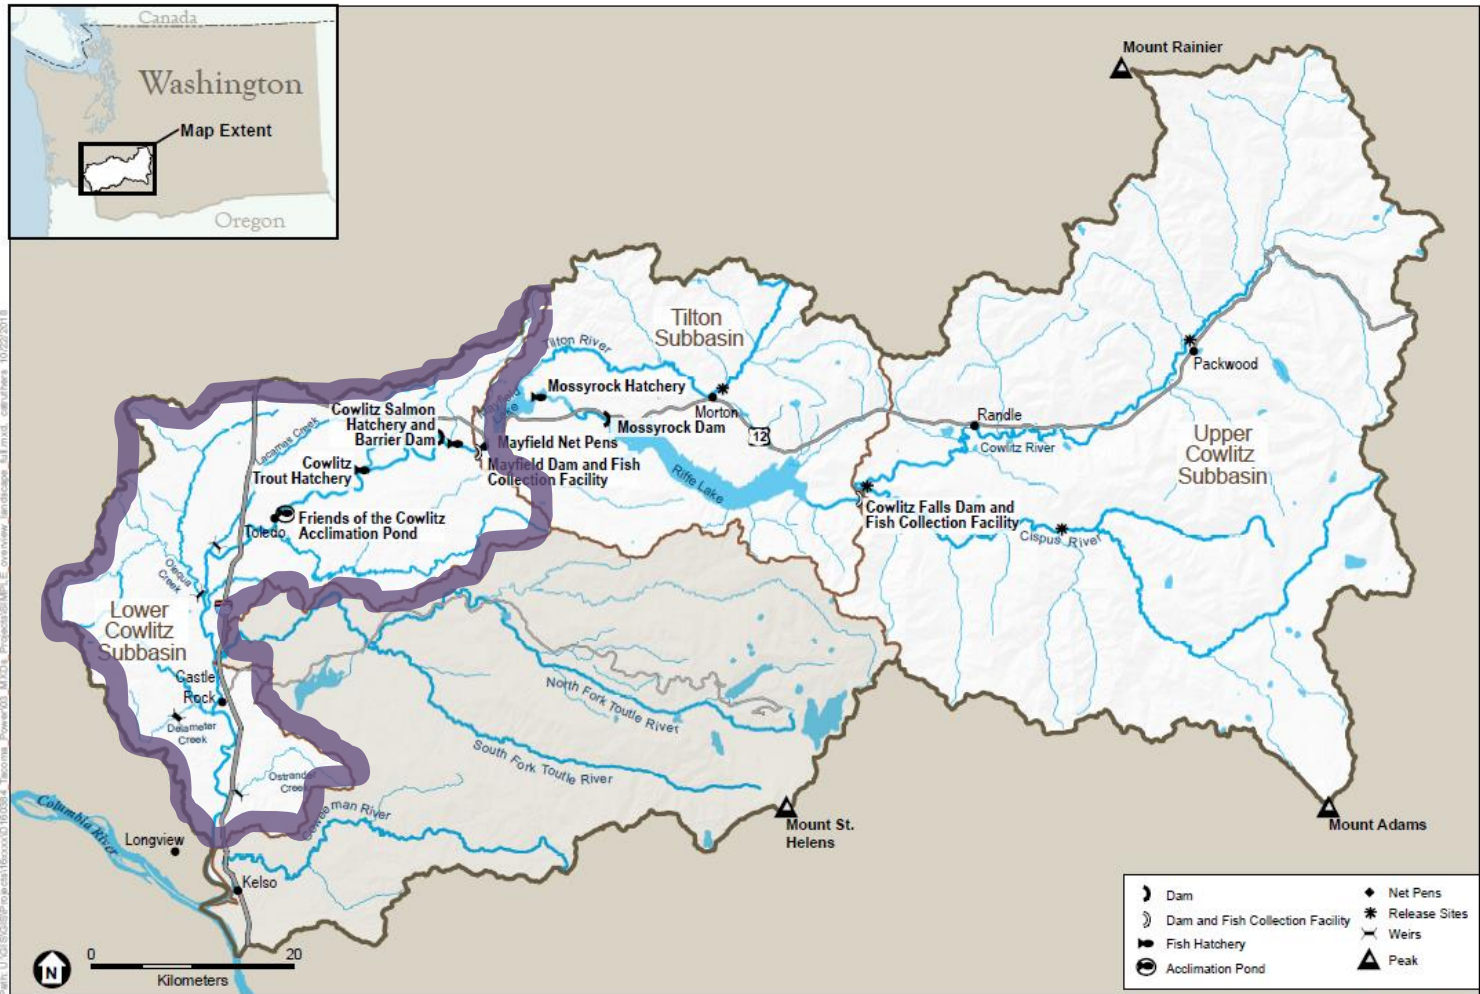 Canada
Washington
Map Extent
Oregon
Mount Rainier
Tilton
Subbasin
Tilton River
Mayfield
Lake
Mossyrock Hatchery
Morton
Mossyrock Dam
12
Packwood
Randle
Cowlitz River
Upper
Cowlitz
Subbasin
Cowlitz Salmon
Hatchery and
Barrier Dam
Lacamas Creek
Mayfield Net Pens
Mayfield Dam and Fish
Collection Facility
Cowlitz
Trout Hatchery
Riffe Lake
Cowlitz Falls Dam and
Fish Collection Facility
Cispus River
Friends of the Cowlitz
Acclimation Pond
Toledo
Olequa
Creek
Lower
Cowlitz
Subbasin
Castle
Rock
Delameter
Creek
North Fork Toutle River
South Fork Toutle River
Ostrander
Creek
man River
Columbia River
Longview
Kelso
Mount St.
Helens
Mount Adams
Dam
Dam and Fish Collection Facility
Fish Hatchery
Acclimation Pond
Net Pens
Release Sites
Weirs
Peak
N
0 20
Kilometers